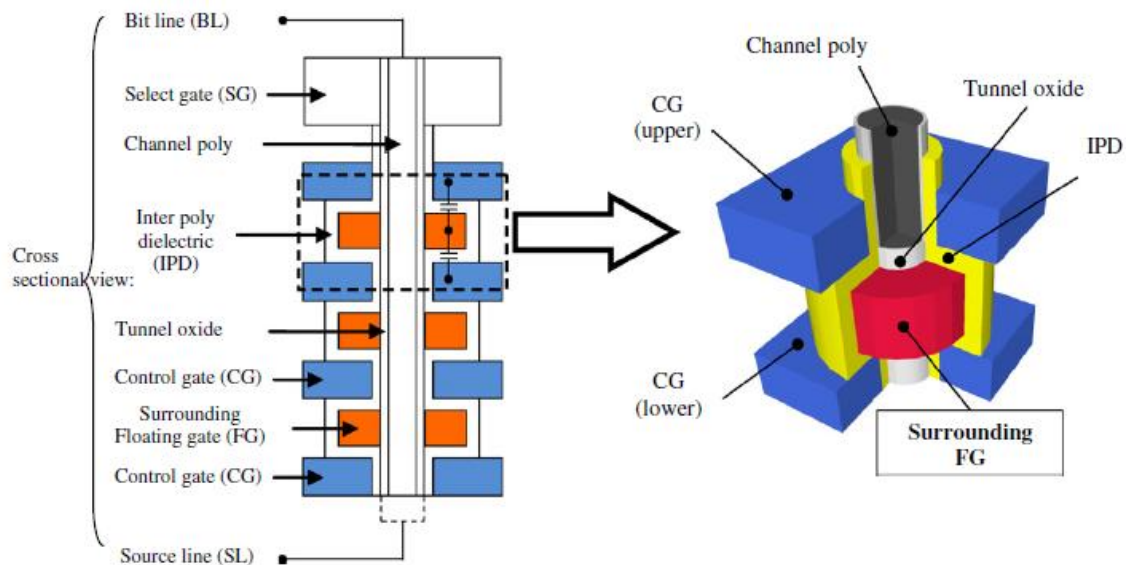 Bit line (BL)
Select gate (SG)
Channel poly
Inter poly
dielectric
(IPD)
Cross
sectional view:
Tunnel oxide
Control gate (CG)
Surrounding
Floating gate (FG)
Control gate (CG)
Source line (SL)
Channel poly
Tunnel oxide
CG
(upper)
IPD
CG
(lower)
Surrounding
FG